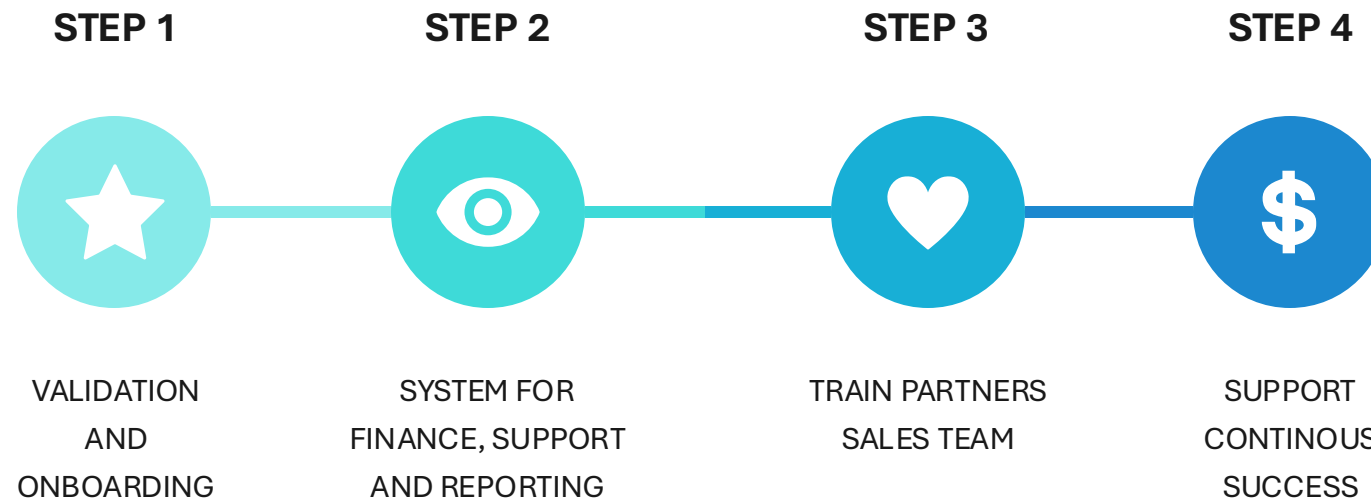 STEP 1
STEP 2
STEP 3
STEP 4
$
VALIDATION
AND
ONBOARDING
SYSTEM FOR
FINANCE, SUPPORT
AND REPORTING
TRAIN PARTNERS
SALES TEAM
SUPPORT
CONTINOUS
SUCCESS